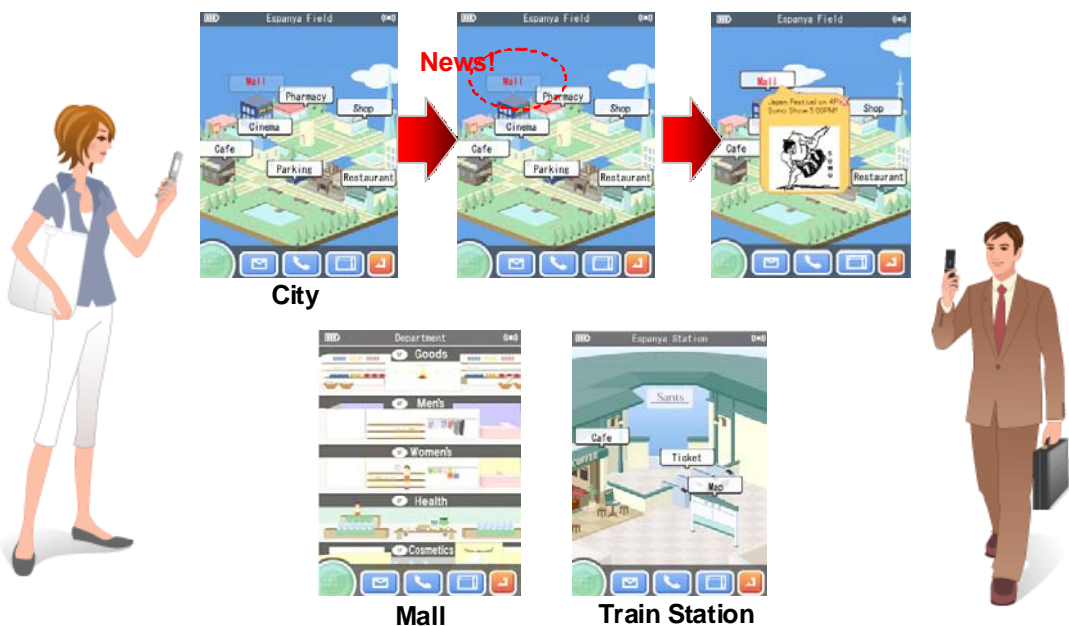 Espanya Field
Mall
Pharmacy
Shop
Cinema
Cafe
Parking
Restaurant
City
News!
Espanya Field
Mall
Pharmacy
Shop
Cinema
Cafe
Parking
Restaurant
Espanya Field
Mall
Japan Festival on 4F
Sumo Show 5:00PM!!
SUMO
Shop
Cafe
Restaurant
Department
Goods
Men's
Women's
Health
Cosmetics
Mall
Espanya Station
Sants
Cafe
COFFEE
Ticket
Map
Train Station